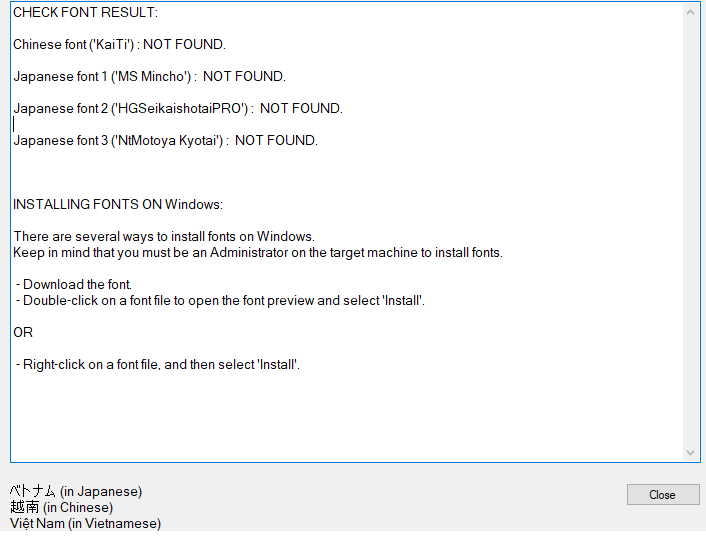 CHECK FONT RESULT:
Chinese font ('KaiTi') : NOT FOUND.
Japanese font 1 ('MS Mincho') :  NOT FOUND.
Japanese font 2 ('HGSeikaishotaiPRO') :  NOT FOUND.
Japanese font 3 ('NtMotoya Kyotai') :  NOT FOUND.
INSTALLING FONTS ON Windows:
There are several ways to install fonts on Windows.
Keep in mind that you must be an Administrator on the target machine to install fonts.
- Download the font.
- Double-click on a font file to open the font preview and select 'Install'.
OR
- Right-click on a font file, and then select 'Install'.
ベトナム (in Japanese)
Close
越南 (in Chinese)
Việt Nam (in Vietnamese)